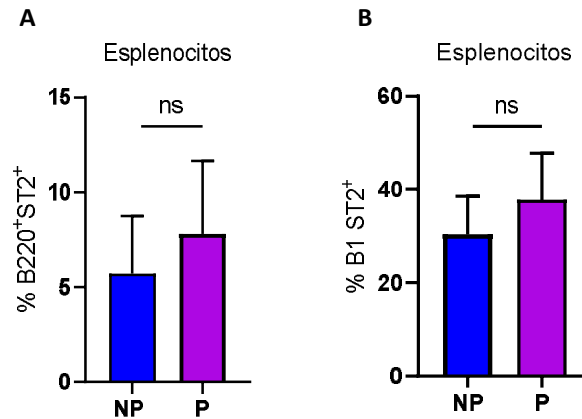 A
Esplenocitos
% B220⁺ST2⁺
15
10
5
0
ns
NP P
B
Esplenocitos
% B1 ST2⁺
60
40
20
0
ns
NP P